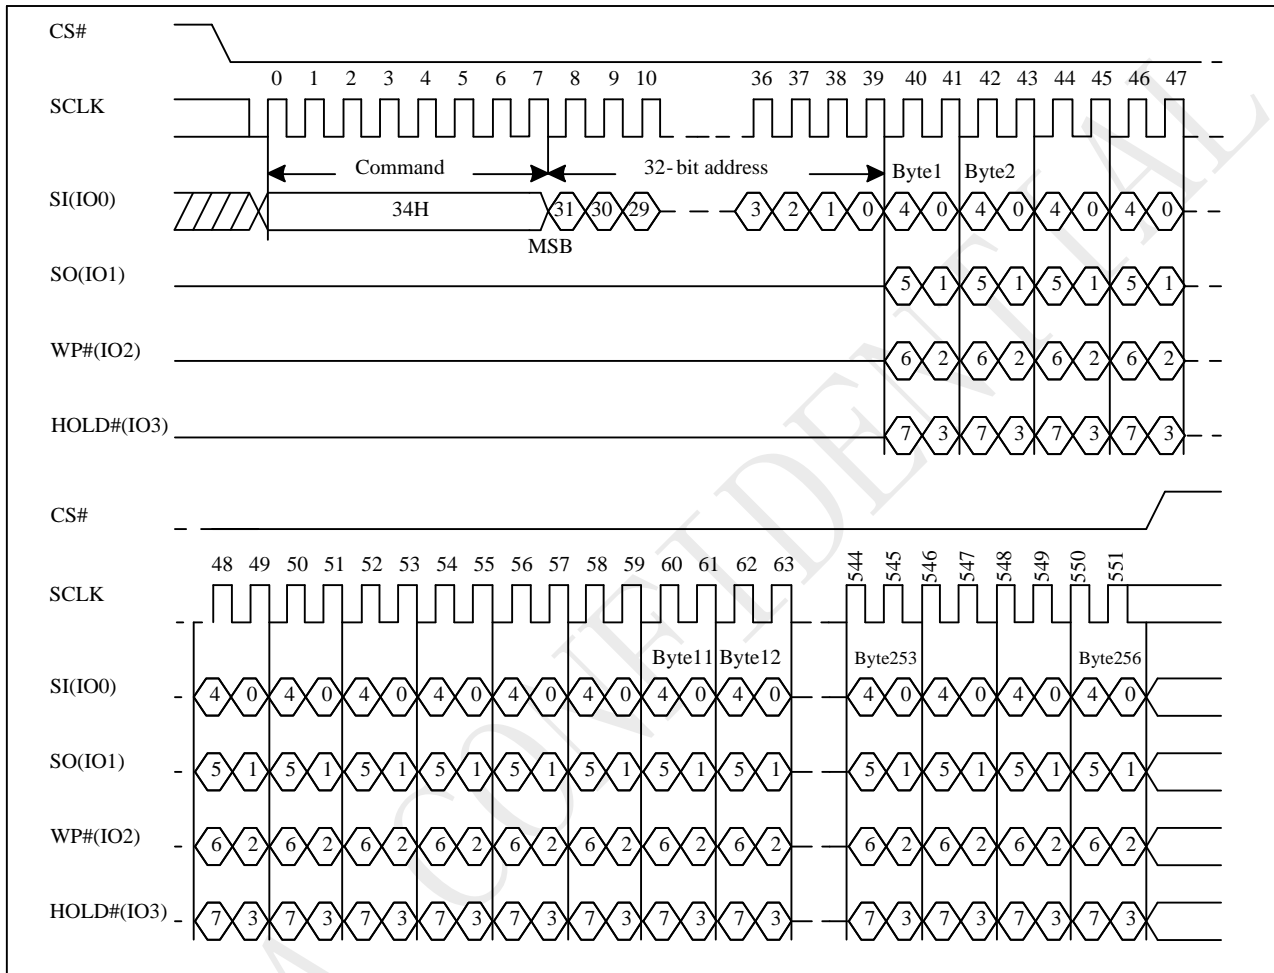 CS#
0 1 2 3 4 5 6 7 8 9 10 36 37 38 39 40 41 42 43 44 45 46 47
SCLK
Command 32-bit address Byte1 Byte2
SI(IO0) 34H 31 30 29 3 2 1 0 4 0 4 0 4 0 4 0
MSB
SO(IO1) 5 1 5 1 5 1 5 1
WP#(IO2) 6 2 6 2 6 2 6 2
HOLD#(IO3) 7 3 7 3 7 3 7 3
CS#
48 49 50 51 52 53 54 55 56 57 58 59 60 61 62 63 544 545 546 547 548 549 550 551
SCLK
Byte11 Byte12 Byte253 Byte256
SI(IO0) 4 0 4 0 4 0 4 0 4 0 4 0 4 0 4 0 4 0 4 0 4 0 4 0
SO(IO1) 5 1 5 1 5 1 5 1 5 1 5 1 5 1 5 1 5 1 5 1 5 1 5 1
WP#(IO2) 6 2 6 2 6 2 6 2 6 2 6 2 6 2 6 2 6 2 6 2 6 2 6 2
HOLD#(IO3) 7 3 7 3 7 3 7 3 7 3 7 3 7 3 7 3 7 3 7 3 7 3 7 3
CONFIDENTIAL